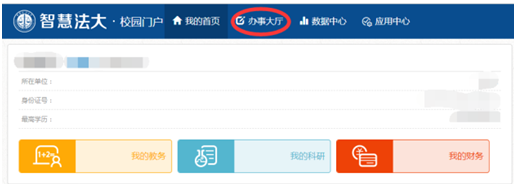 智慧法大·校园门户 我的首页 办事大厅 数据中心 应用中心
所在单位：
身份证号：
最高学历：
1+2= 我的教务 我的科研 我的财务